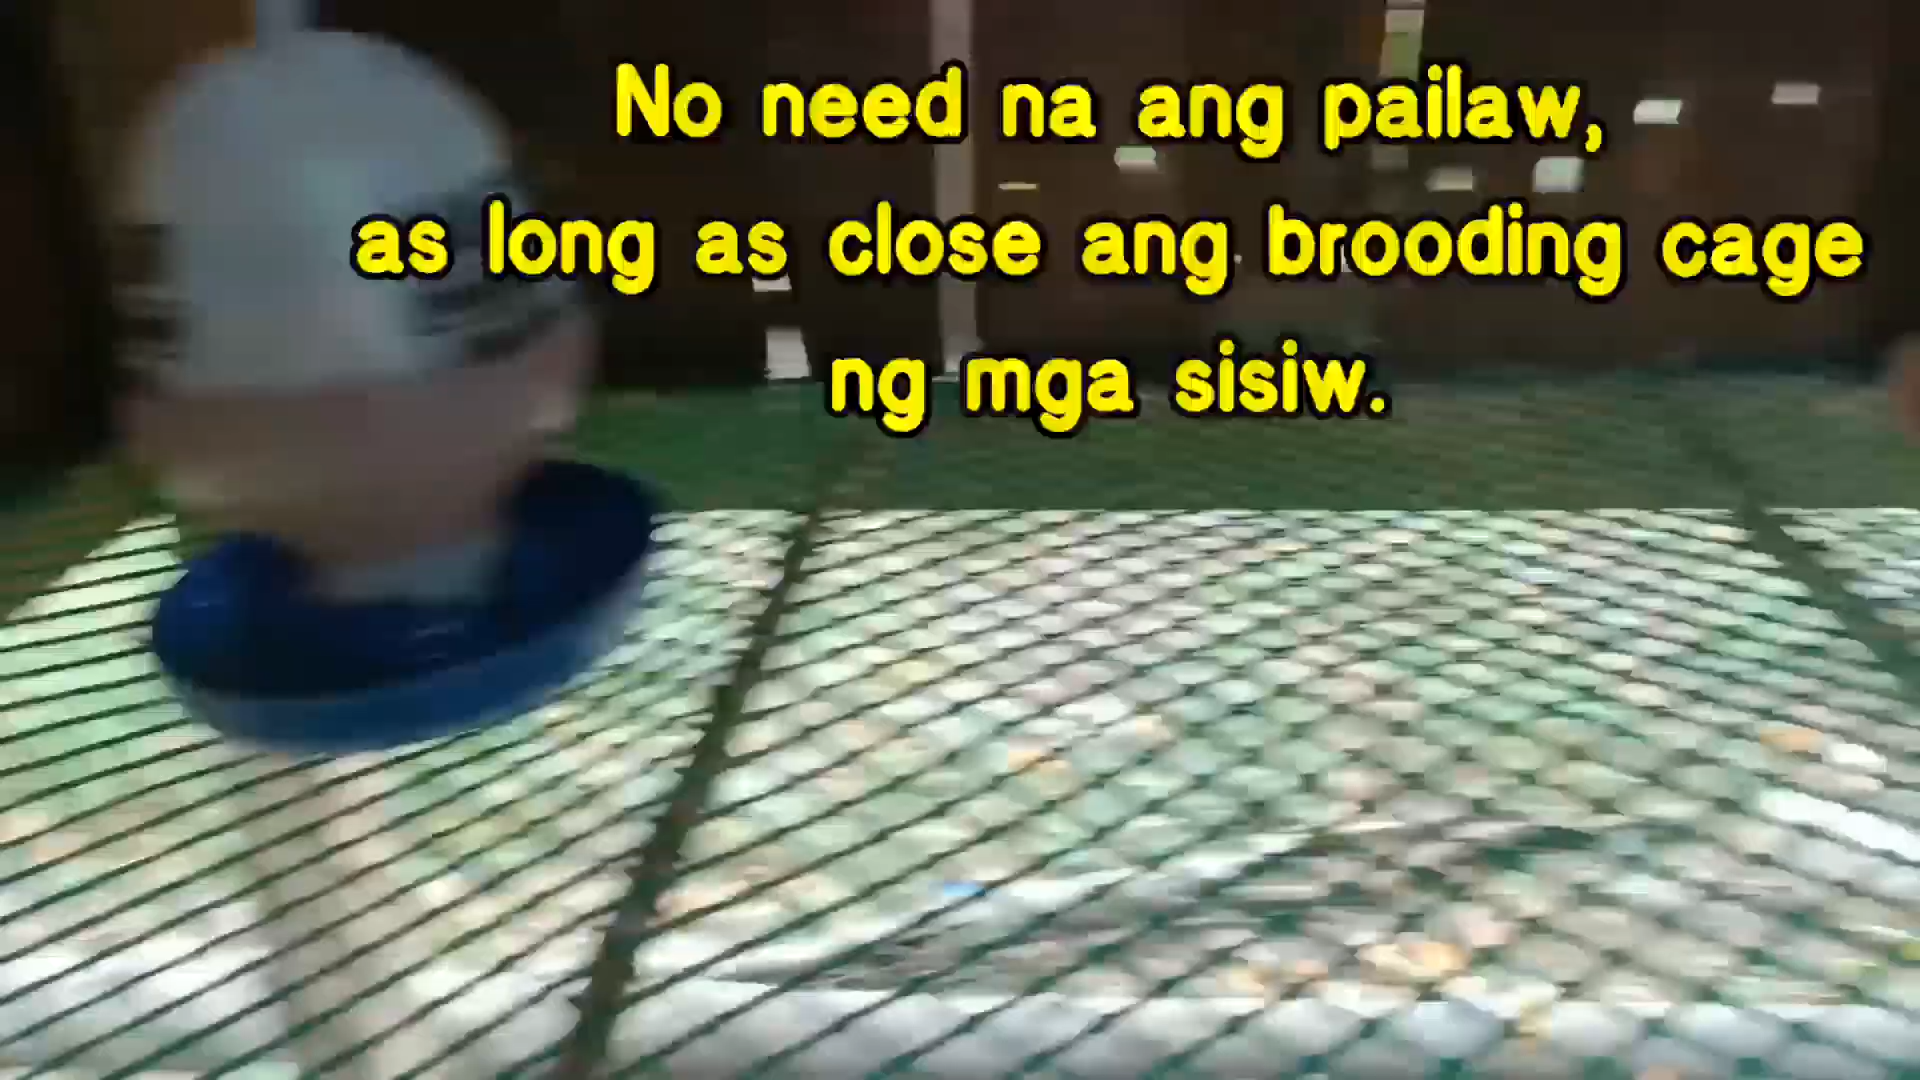 No need na ang pailaw,
as long as close ang brooding cage
ng mga sisiw.